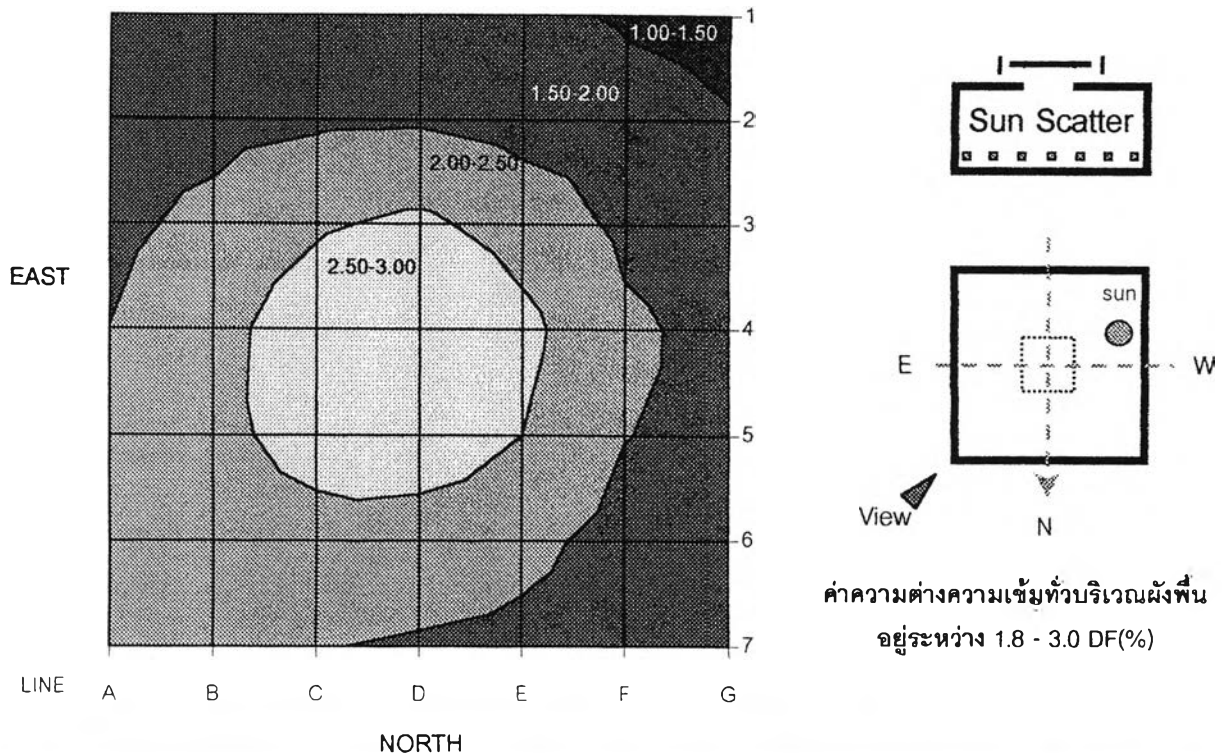 1.00-1.50
1
1.50-2.00
2
2.00-2.50
3
2.50-3.00
EAST
4
5
6
7
LINE A B C D E F G
NORTH
Sun Scatter
sun
E W
View
N
ค่าความต่างความเข้มทั่วบริเวณผังพื้น
อยู่ระหว่าง 1.8 - 3.0 DF(%)